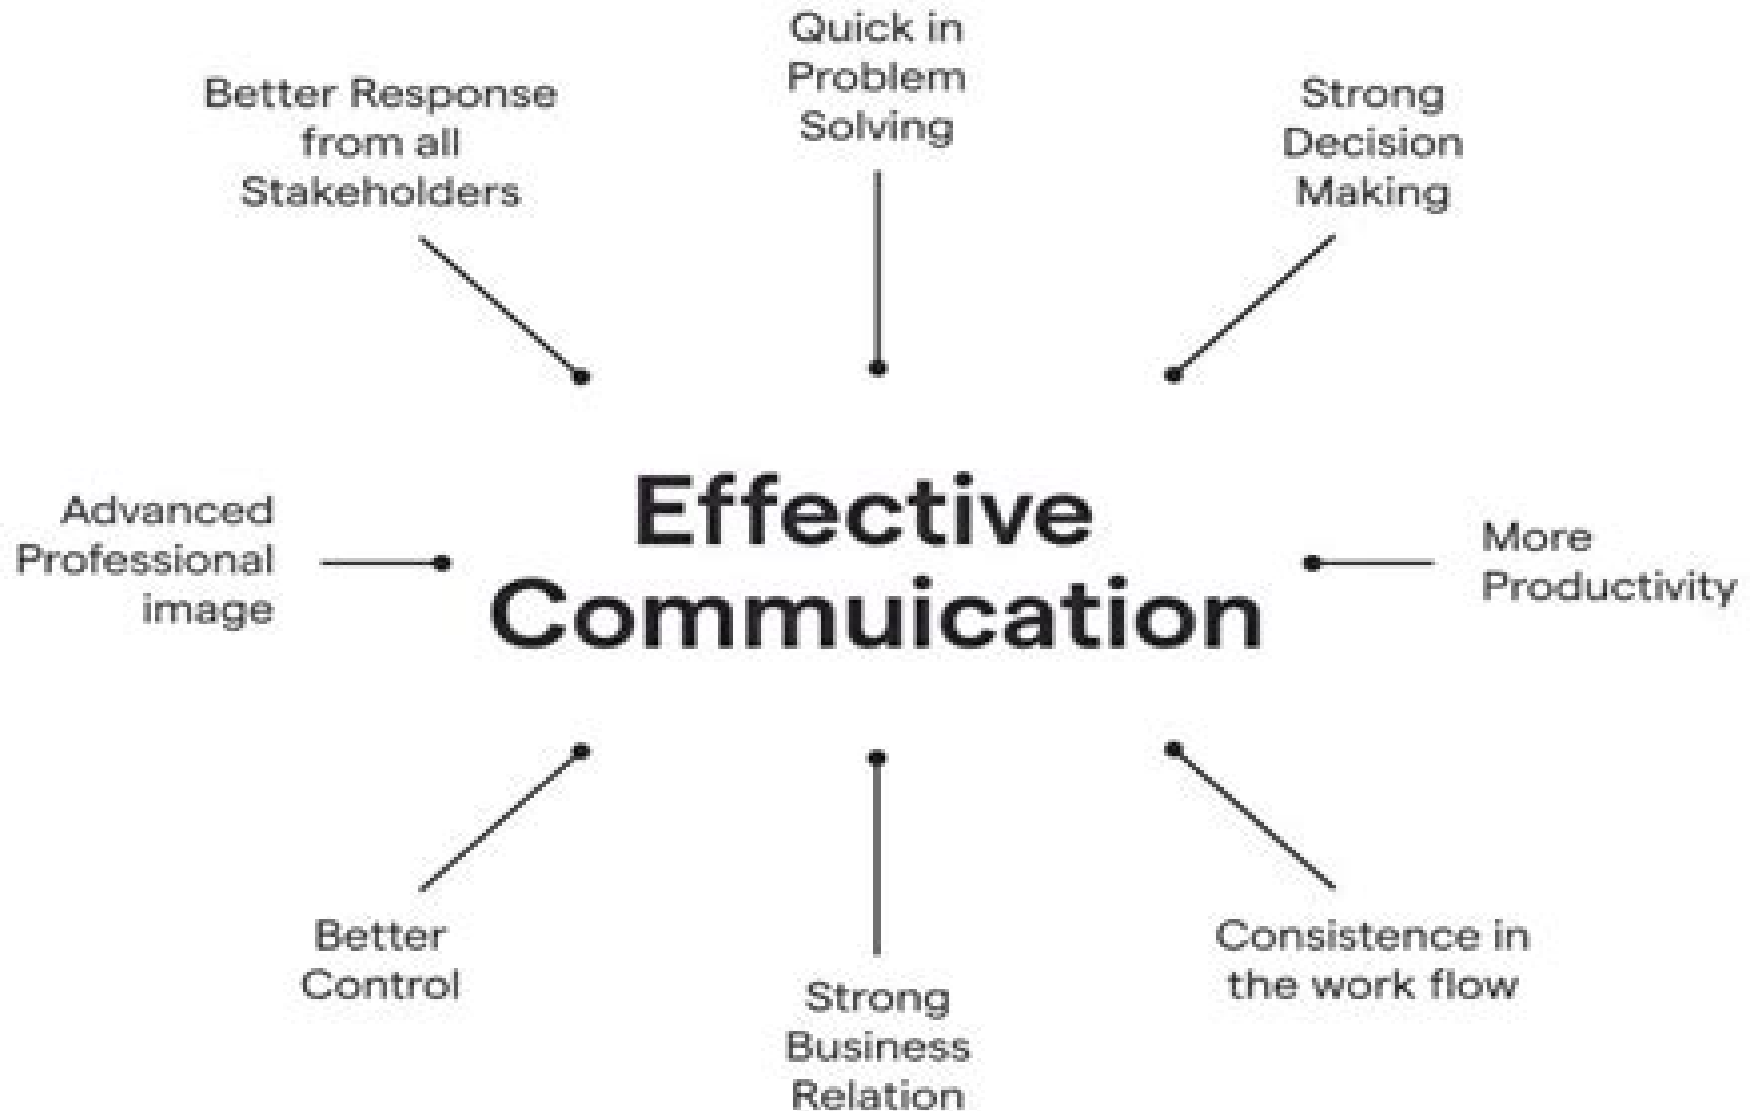 Quick in
Problem
Solving
Better Response
from all
Stakeholders
Strong
Decision
Making
Advanced
Professional
image
Effective
Commuication
More
Productivity
Better
Control
Strong
Business
Relation
Consistence in
the work flow